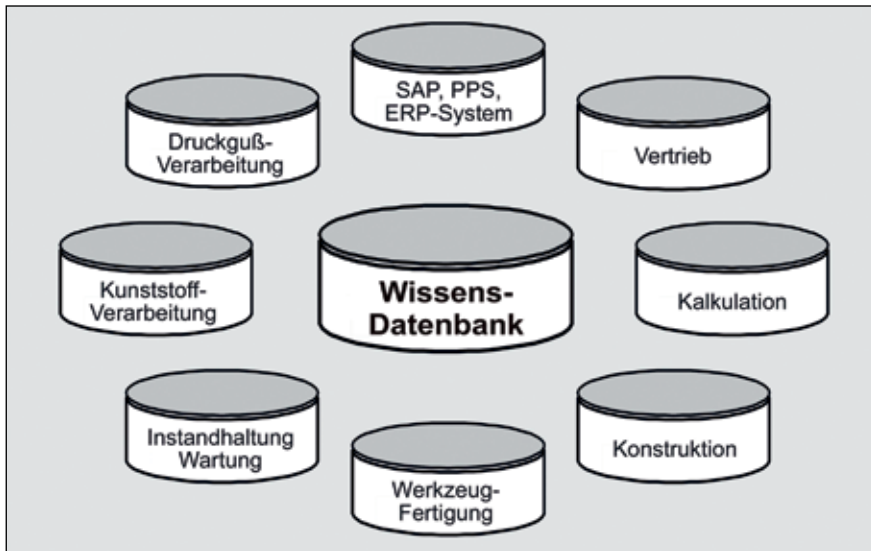 SAP, PPS,
ERP-System
Druckguß-
Verarbeitung
Vertrieb
Kunststoff-
Verarbeitung
Wissens-
Datenbank
Kalkulation
Instandhaltung
Wartung
Konstruktion
Werkzeug-
Fertigung